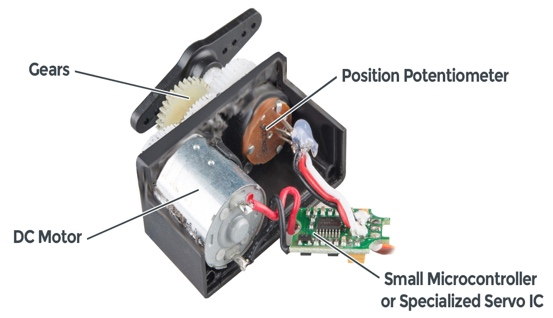 Gears
Position Potentiometer
DC Motor
Small Microcontroller
or Specialized Servo IC